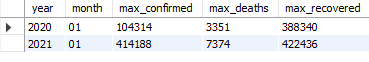 year month max_confirmed max_deaths max_recovered
2020 01 104314 3351 388340
2021 01 414188 7374 422436